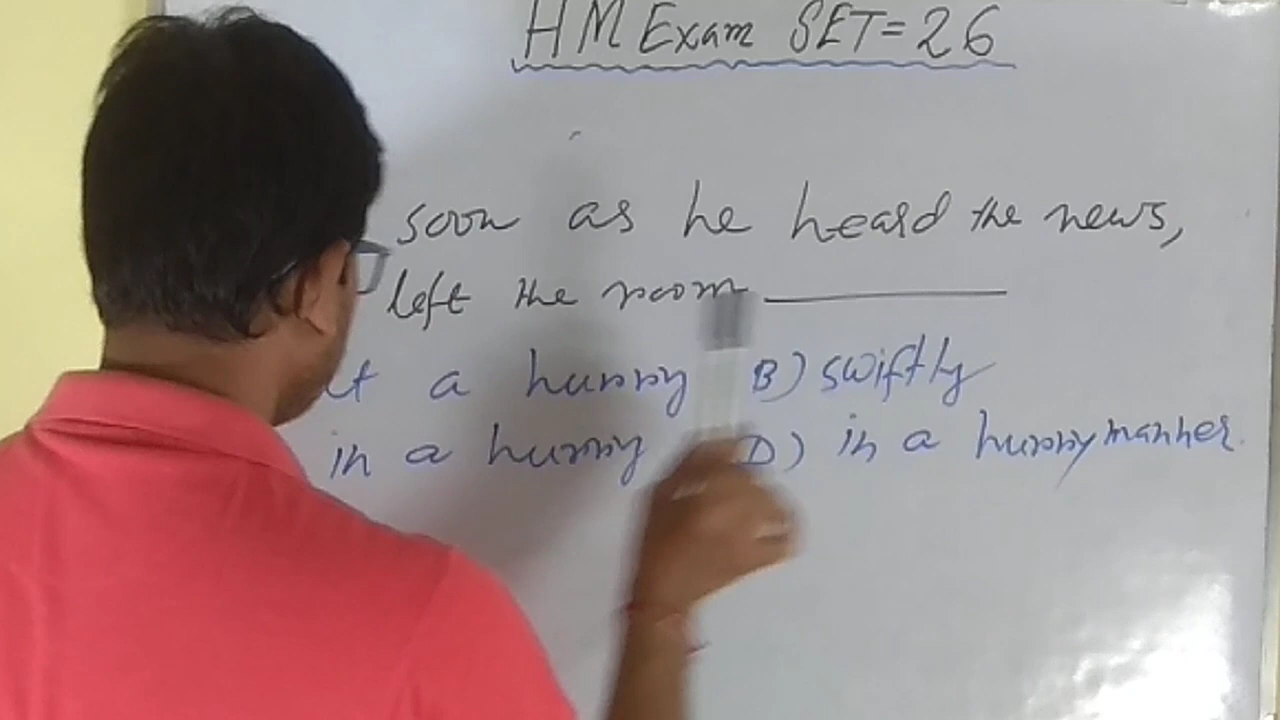 HM Exam SET=26
soon as he heard the news,
left the room
t a hurry B) swiftly
in a hurry D) in a hurry manner.